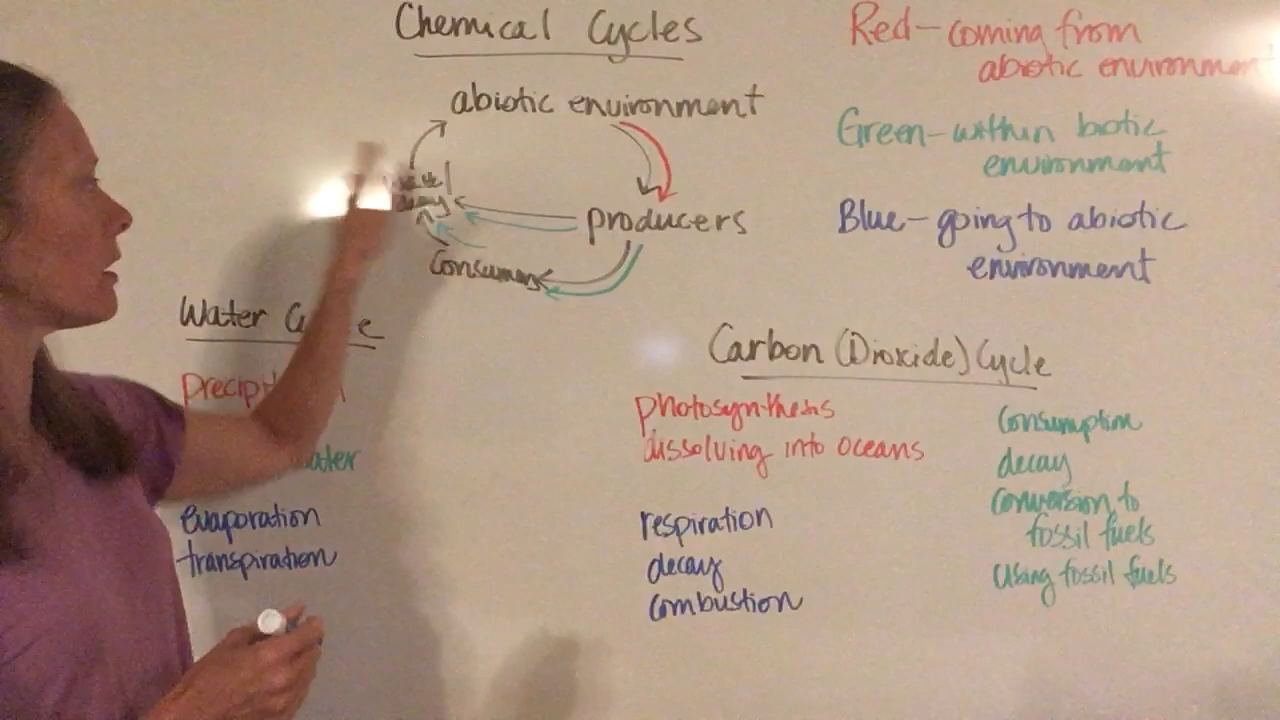 Chemical Cycles
abiotic environment
producers
Consumers
Red-coming from
abiotic environment
Green-within biotic
environment
Blue-going to abiotic
environment
Water
evaporation
transpiration
Carbon (Dioxide) Cycle
photosynthesis
dissolving into oceans
respiration
decay
combustion
Consumption
decay
conversion to
fossil fuels
using fossil fuels